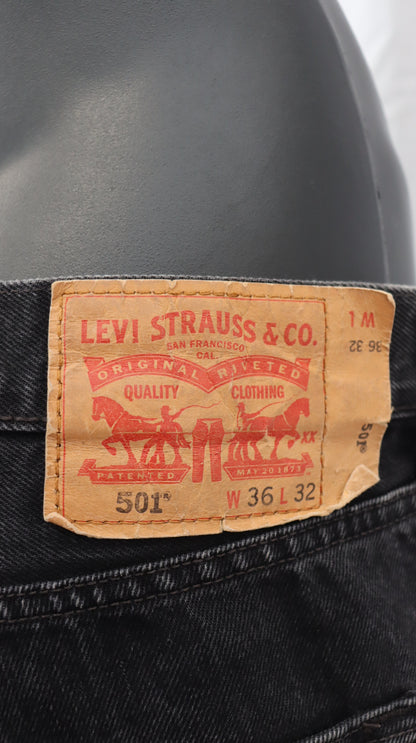 LEVI STRAUSS & CO.
SAN FRANCISCO
CAL.
ORIGINAL RIVETED
QUALITY CLOTHING
XX
PATENTED MAY 20 1873
501®
W 36 L 32
W L
36 32
501®